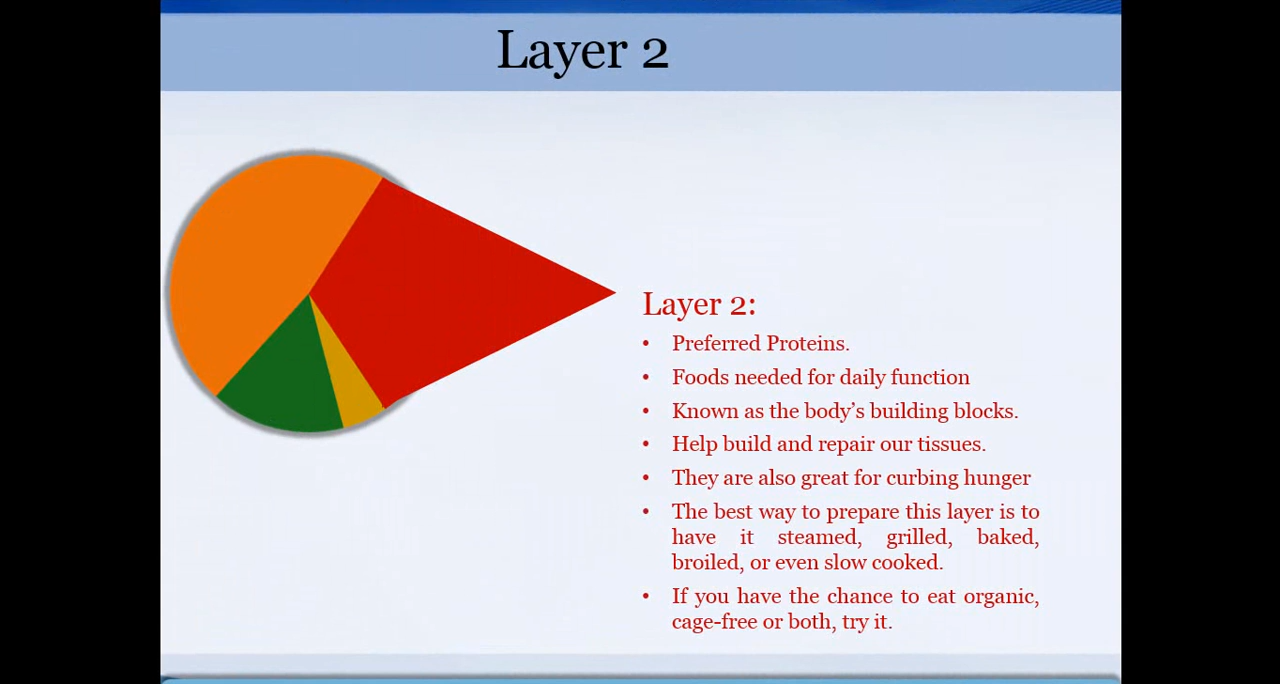 Layer 2
Layer 2:
• Preferred Proteins.
• Foods needed for daily function
• Known as the body’s building blocks.
• Help build and repair our tissues.
• They are also great for curbing hunger
• The best way to prepare this layer is to
have it steamed, grilled, baked,
broiled, or even slow cooked.
• If you have the chance to eat organic,
cage-free or both, try it.